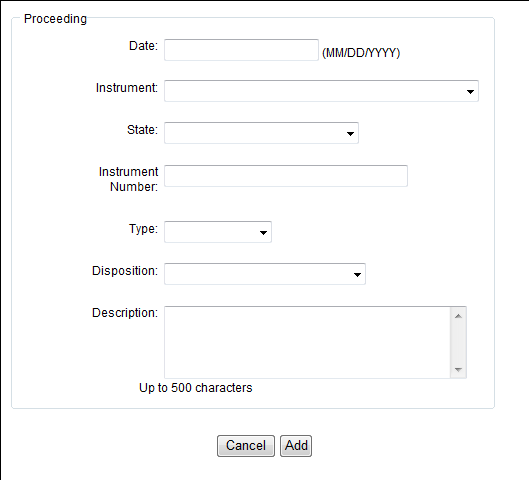 Proceeding
Date: (MM/DD/YYYY)
Instrument:
State:
Instrument
Number:
Type:
Disposition:
Description:
Up to 500 characters
Cancel Add